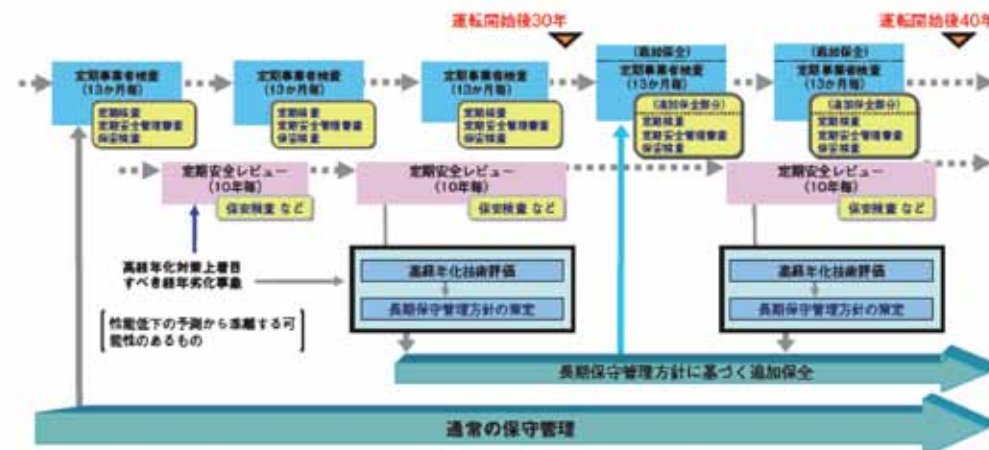 運転開始後30年
運転開始後40年
定期事業者検査
(13か月毎)
定期検査
定期安全管理審査
保安検査
定期事業者検査
(13か月毎)
定期検査
定期安全管理審査
保安検査
定期事業者検査
(13か月毎)
定期検査
定期安全管理審査
保安検査
(追加保全)
定期事業者検査
(13か月毎)
(追加保全部分)
定期検査
定期安全管理審査
保安検査
(追加保全)
定期事業者検査
(13か月毎)
(追加保全部分)
定期検査
定期安全管理審査
保安検査
定期安全レビュー
(10年毎)
保安検査 など
定期安全レビュー
(10年毎)
保安検査 など
定期安全レビュー
(10年毎)
保安検査 など
高経年化対策上着目
すべき経年劣化事象
性能低下の予測から乖離する可
能性のあるもの
高経年化技術評価
長期保守管理方針の策定
高経年化技術評価
長期保守管理方針の策定
長期保守管理方針に基づく追加保全
通常の保守管理